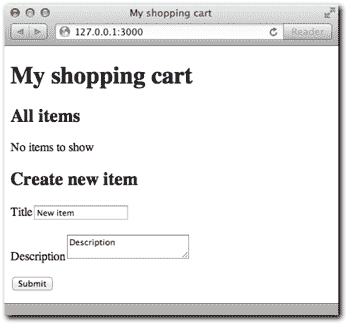 My shopping cart
127.0.0.1:3000
Reader
My shopping cart
All items
No items to show
Create new item
Title New item
Description Description
Submit